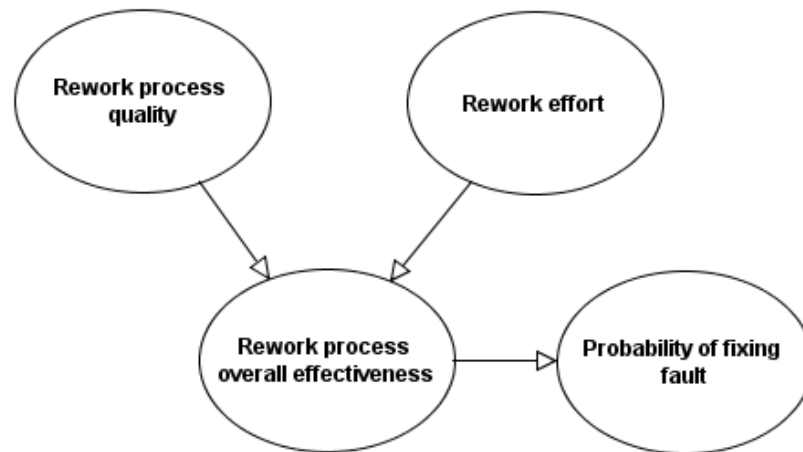 Rework process
quality
Rework effort
Rework process
overall effectiveness
Probability of fixing
fault